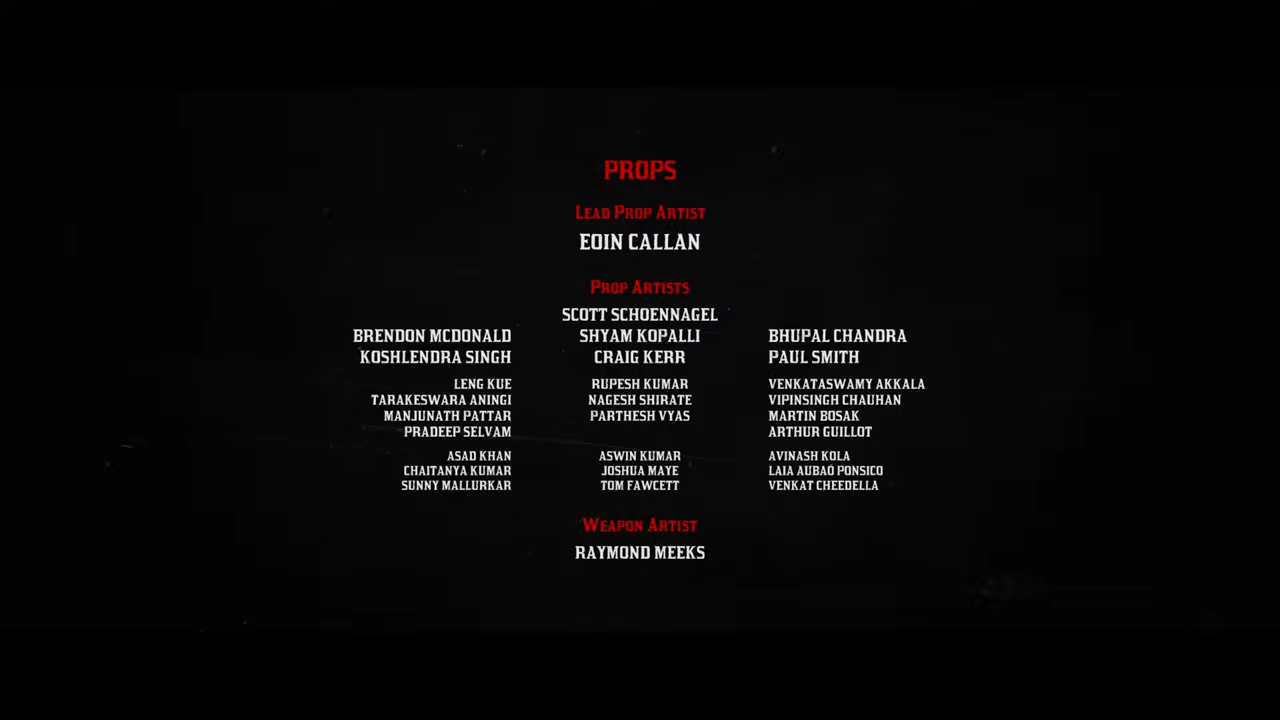 PROPS
LEAD PROP ARTIST
EOIN CALLAN
PROP ARTISTS
SCOTT SCHOENNAGEL
BRENDON MCDONALD SHYAM KOPALLI BHUPAL CHANDRA
KOSHLENDRA SINGH CRAIG KERR PAUL SMITH
LENG KUE RUPESH KUMAR VENKATASWAMY AKKALA
TARAKESWARA ANINGI NAGESH SHIRATE VIPINSINGH CHAUHAN
MANJUNATH PATTAR PARTHESH VYAS MARTIN BOSAK
PRADEEP SELVAM ARTHUR GUILLOT
ASAD KHAN ASWIN KUMAR AVINASH KOLA
CHAITANYA KUMAR JOSHUA MAYE LAIA AUBAÓ PONSICO
SUNNY MALLURKAR TOM FAWCETT VENKAT CHEEDELLA
WEAPON ARTIST
RAYMOND MEEKS